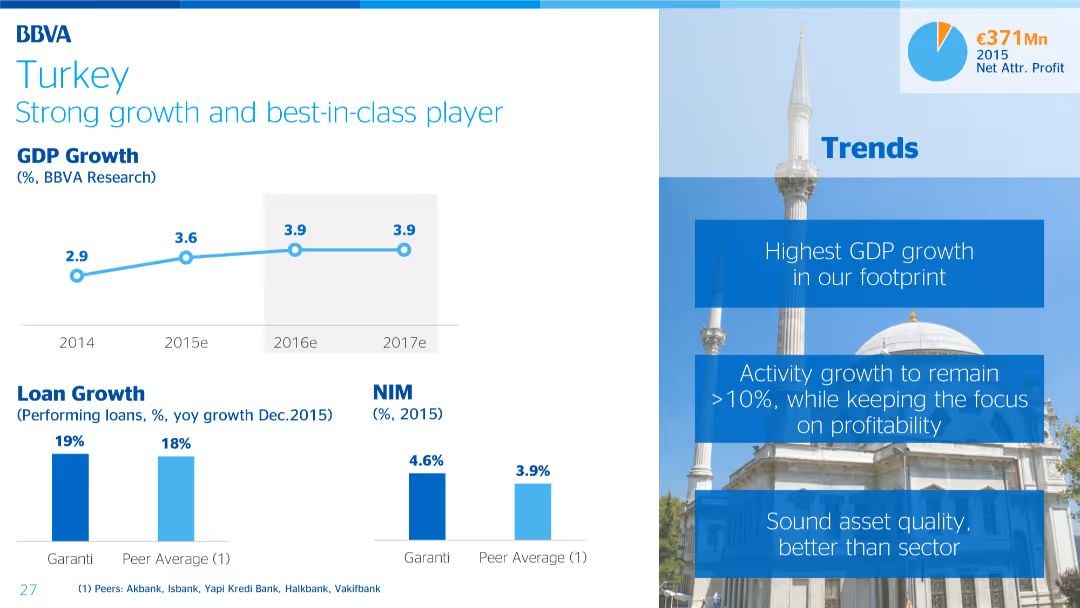 BBVA
Turkey
Strong growth and best-in-class player
GDP Growth
(%, BBVA Research)
2.9
3.6
3.9
3.9
2014
2015e
2016e
2017e
Loan Growth
(Performing loans, %, yoy growth Dec.2015)
19%
18%
Garanti
Peer Average (1)
NIM
(%, 2015)
4.6%
3.9%
Garanti
Peer Average (1)
27
(1) Peers: Akbank, Isbank, Yapi Kredi Bank, Halkbank, Vakifbank
€371Mn
2015
Net Attr. Profit
Trends
Highest GDP growth
in our footprint
Activity growth to remain
>10%, while keeping the focus
on profitability
Sound asset quality,
better than sector